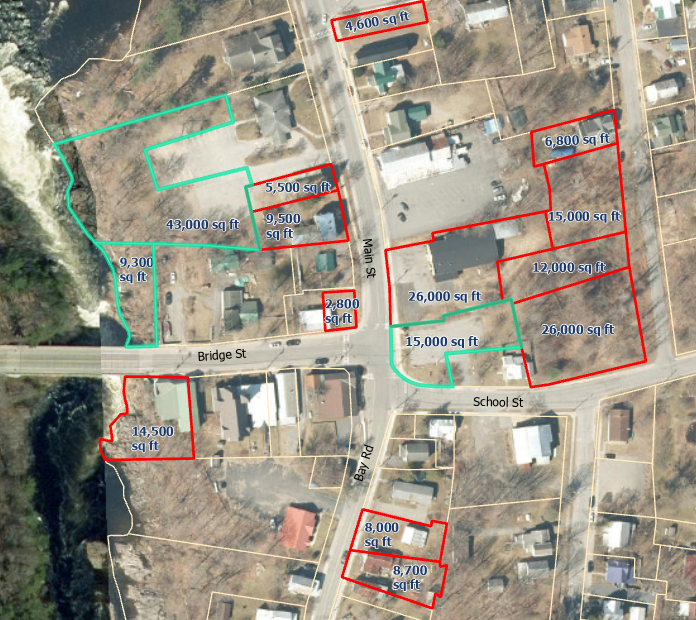 4,600 sq ft
6,800 sq ft
5,500 sq ft
9,500
sq ft
15,000 sq ft
43,000 sq ft
Main St
9,300
sq ft
12,000 sq ft
26,000 sq ft
2,800
sq ft
26,000 sq ft
15,000 sq ft
Bridge St
School St
14,500
sq ft
Bay Rd
8,000
sq ft
8,700
sq ft